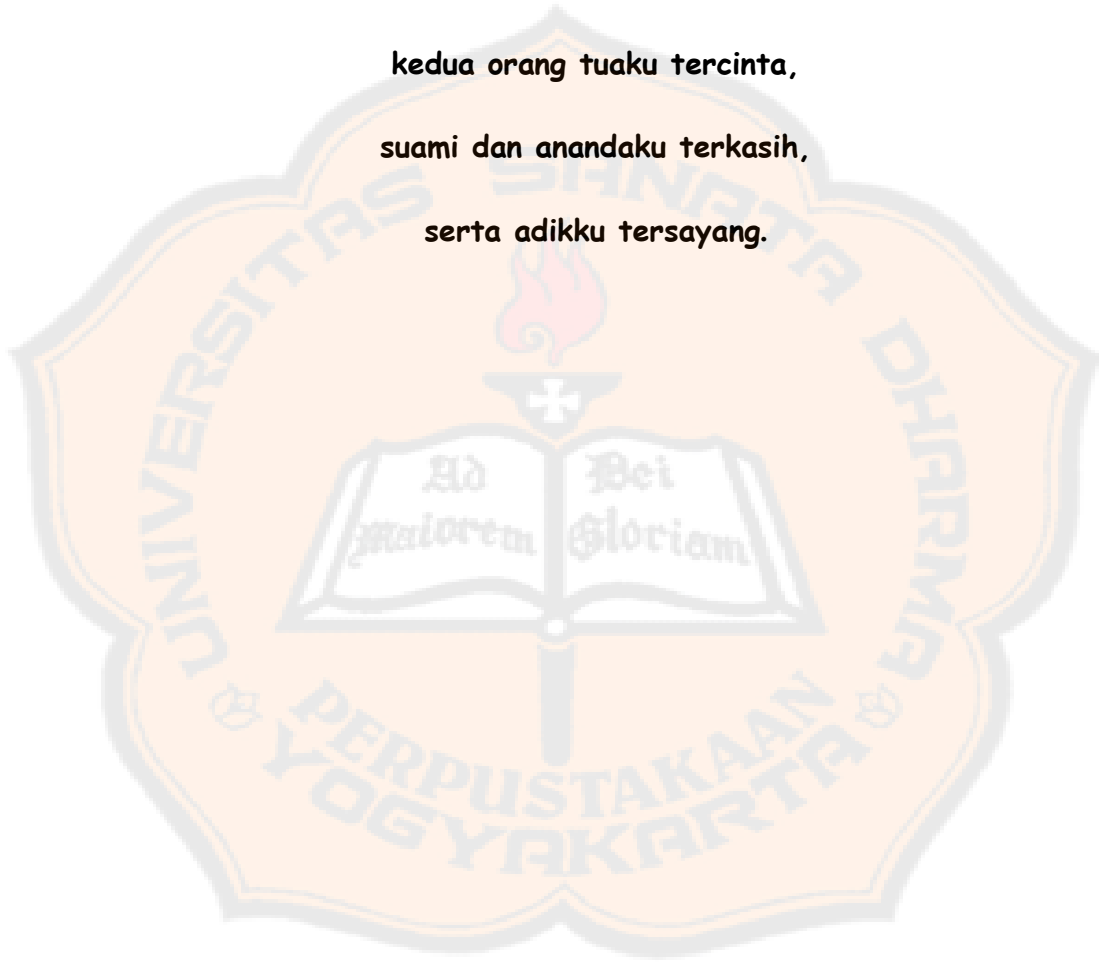 kedua orang tuaku tercinta,
suami dan anandaku terkasih,
serta adikku tersayang.
UNIVERSITAS SANATA DHARMA
Ad Dei
Maiorem Gloriam
PERPUSTAKAAN
YOGYAKARTA